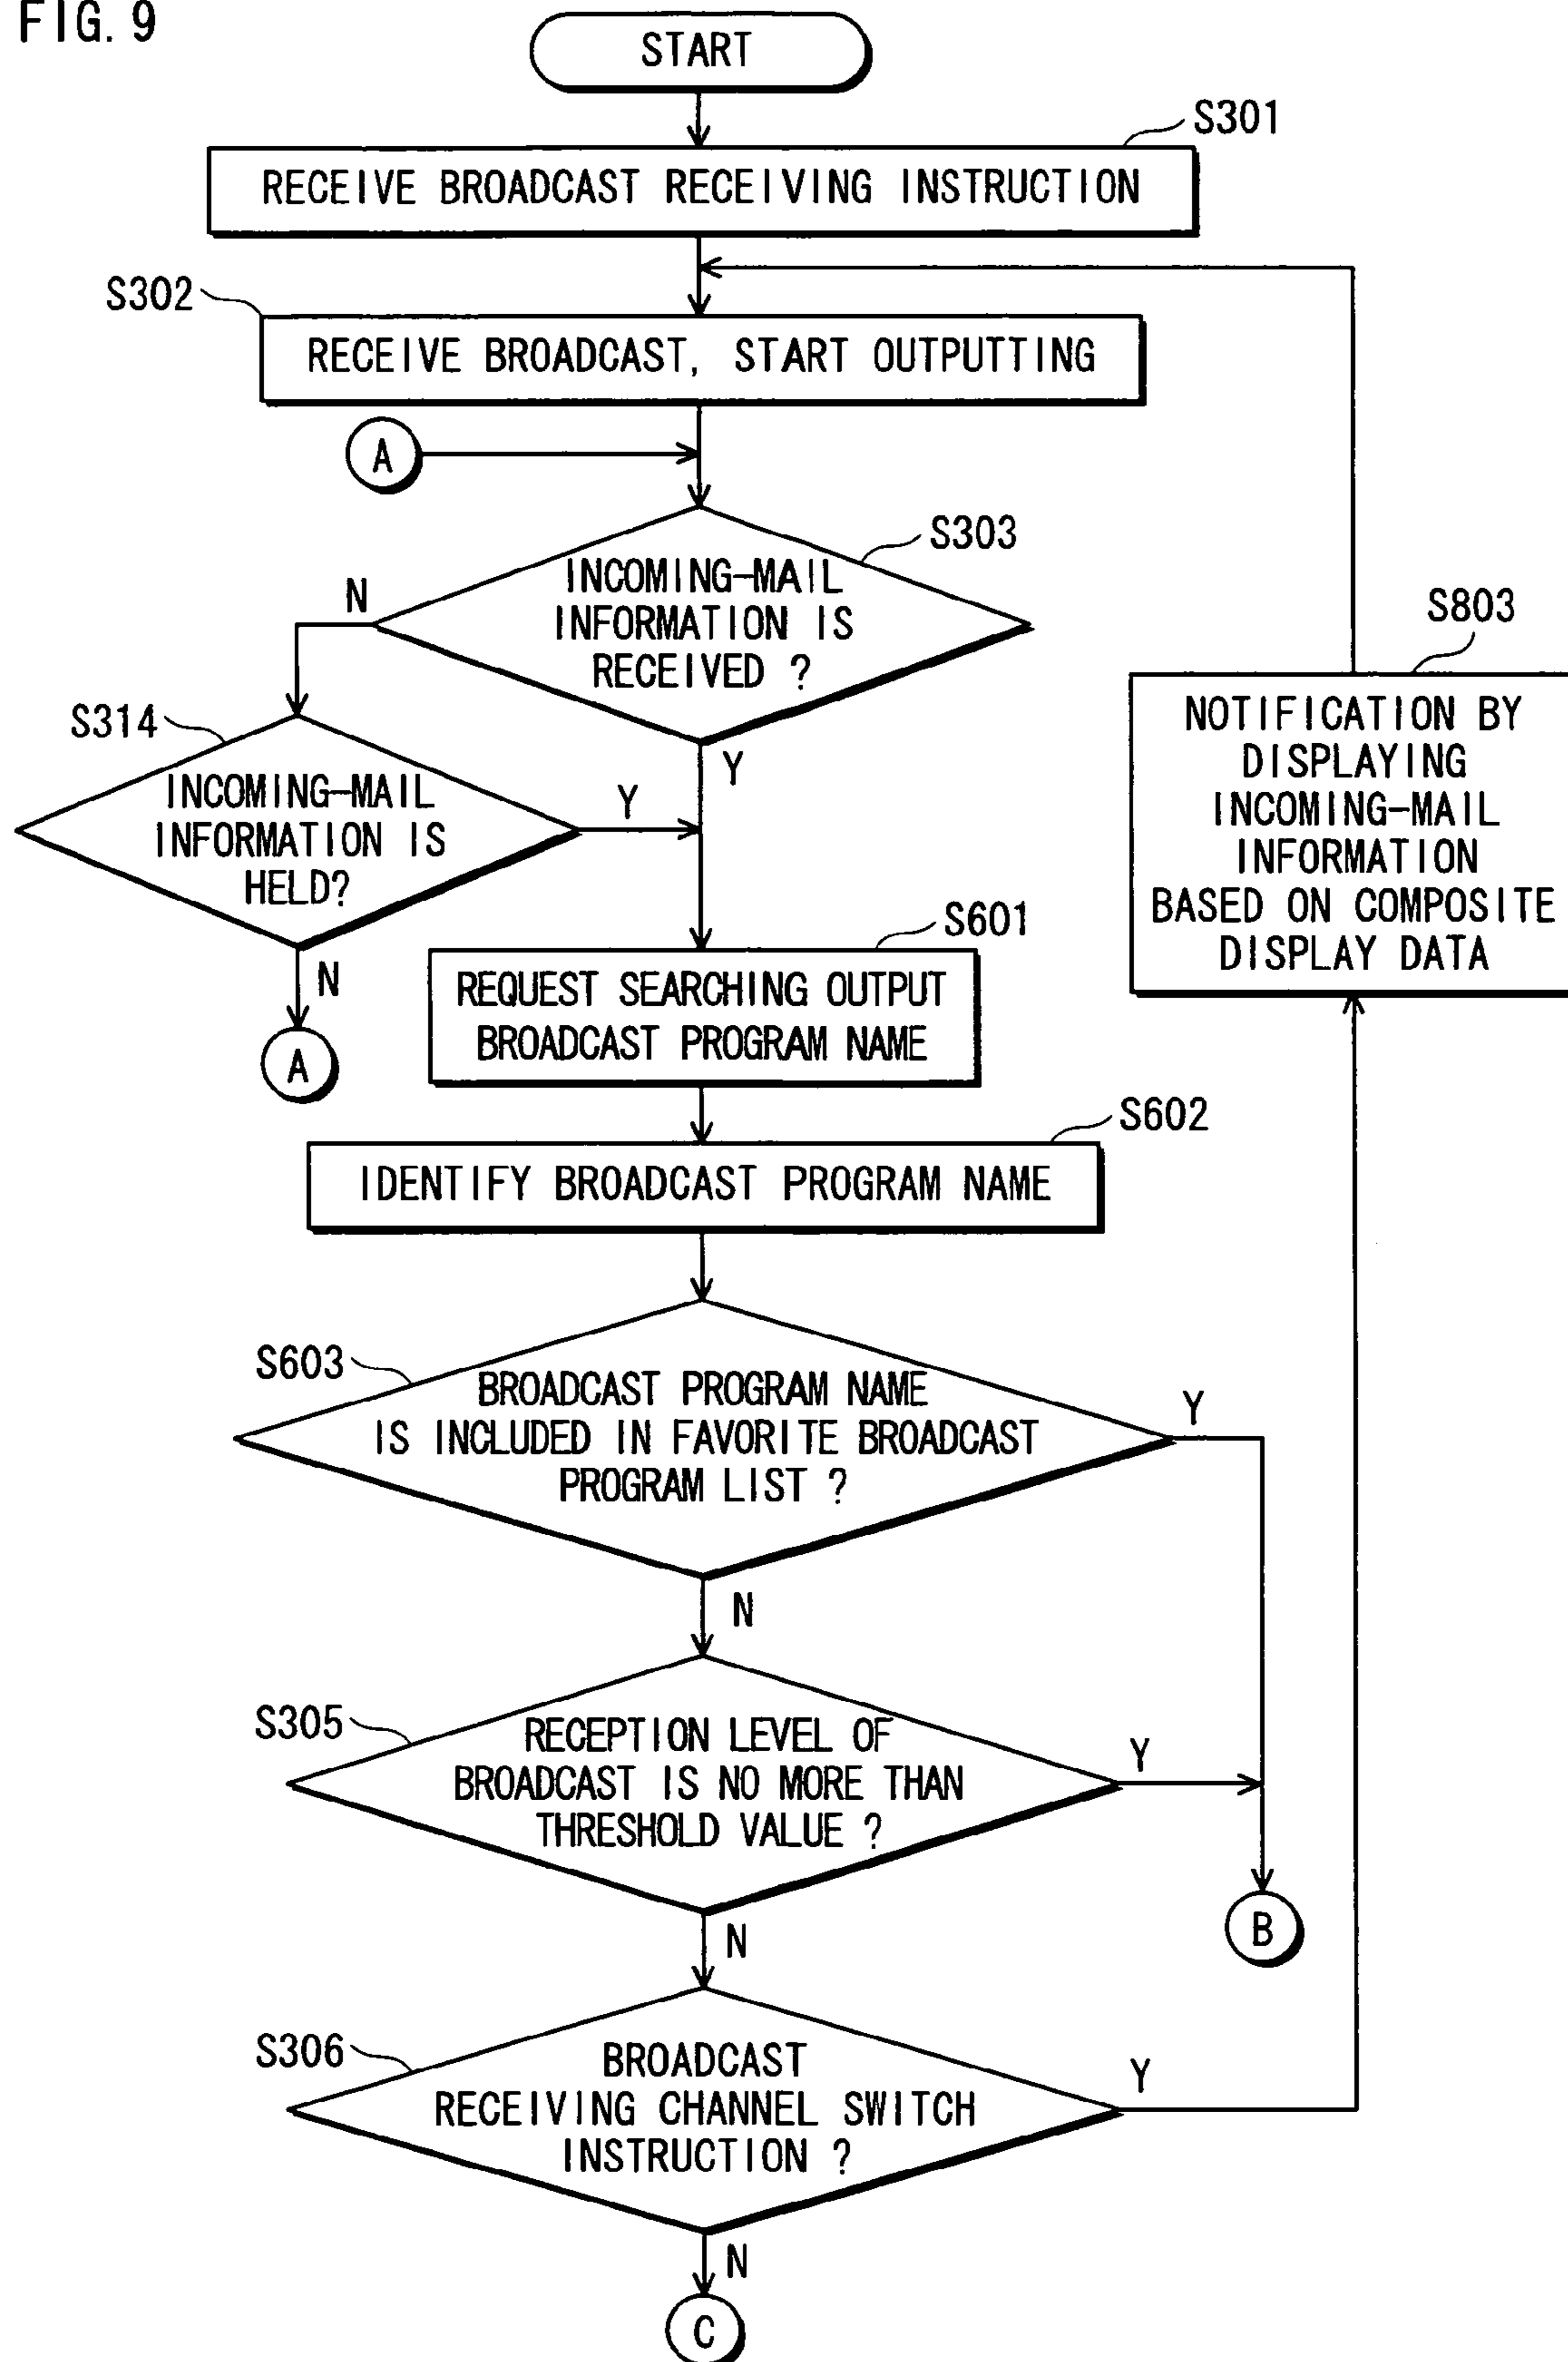 FIG. 9
START
S301
RECEIVE BROADCAST RECEIVING INSTRUCTION
S302
RECEIVE BROADCAST, START OUTPUTTING
A
S303
INCOMING-MAIL
INFORMATION IS
RECEIVED ?
N
Y
S314
INCOMING-MAIL
INFORMATION IS
HELD?
Y
N
A
S803
NOTIFICATION BY
DISPLAYING
INCOMING-MAIL
INFORMATION
BASED ON COMPOSITE
DISPLAY DATA
S601
REQUEST SEARCHING OUTPUT
BROADCAST PROGRAM NAME
S602
IDENTIFY BROADCAST PROGRAM NAME
S603
BROADCAST PROGRAM NAME
IS INCLUDED IN FAVORITE BROADCAST
PROGRAM LIST ?
Y
N
S305
RECEPTION LEVEL OF
BROADCAST IS NO MORE THAN
THRESHOLD VALUE ?
Y
N
B
S306
BROADCAST
RECEIVING CHANNEL SWITCH
INSTRUCTION ?
Y
N
C